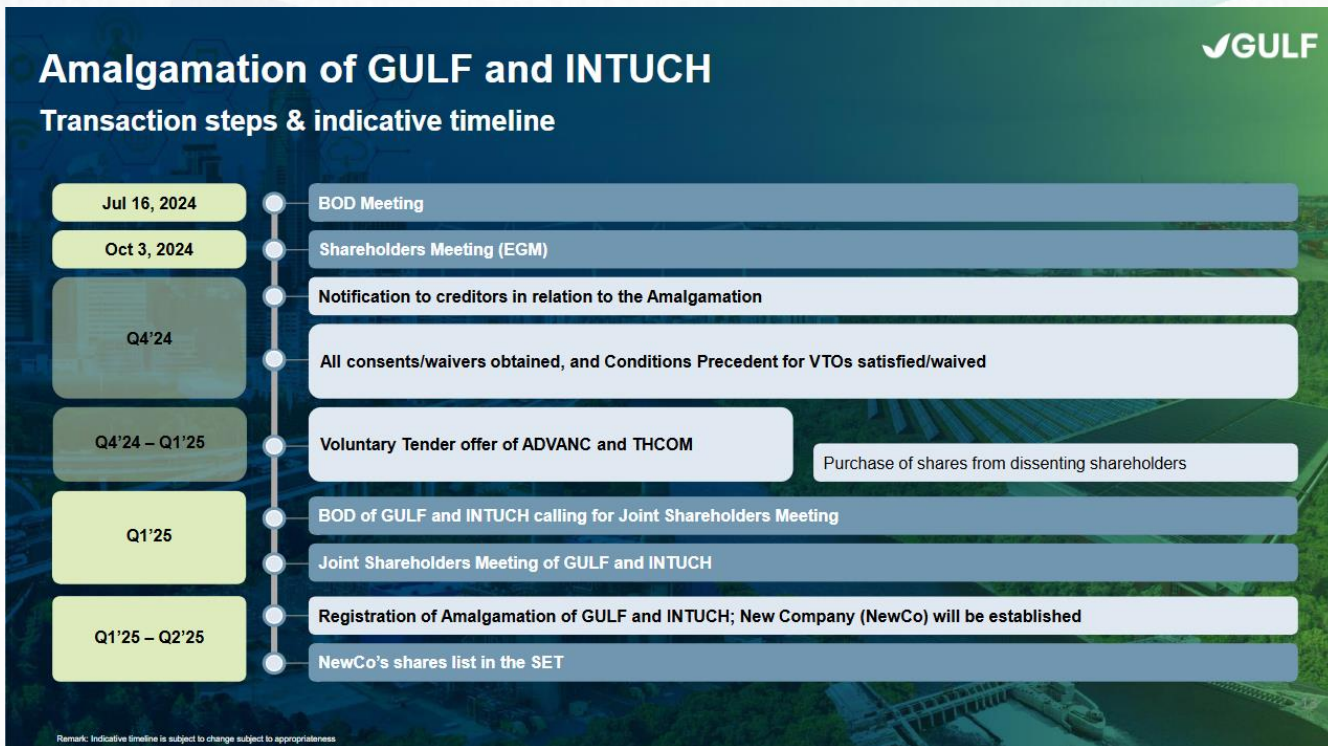 Amalgamation of GULF and INTUCH
GULF
Transaction steps & indicative timeline
Jul 16, 2024
BOD Meeting
Oct 3, 2024
Shareholders Meeting (EGM)
Q4’24
Notification to creditors in relation to the Amalgamation
All consents/waivers obtained, and Conditions Precedent for VTOs satisfied/waived
Q4’24 – Q1’25
Voluntary Tender offer of ADVANC and THCOM
Purchase of shares from dissenting shareholders
Q1’25
BOD of GULF and INTUCH calling for Joint Shareholders Meeting
Joint Shareholders Meeting of GULF and INTUCH
Q1’25 – Q2’25
Registration of Amalgamation of GULF and INTUCH; New Company (NewCo) will be established
NewCo’s shares list in the SET
Remark: Indicative timeline is subject to change subject to appropriateness